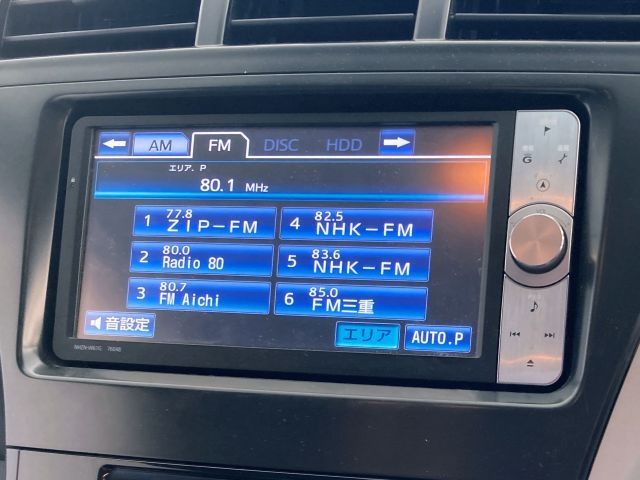 AM FM DISC HDD
エリア. P
80.1 MHz
1 77.8 ZIP-FM
4 82.5 NHK-FM
2 80.0 Radio 80
5 83.6 NHK-FM
3 80.7 FM Aichi
6 85.0 FM三重
音設定
エリア
AUTO.P
NHZN-W61G
G